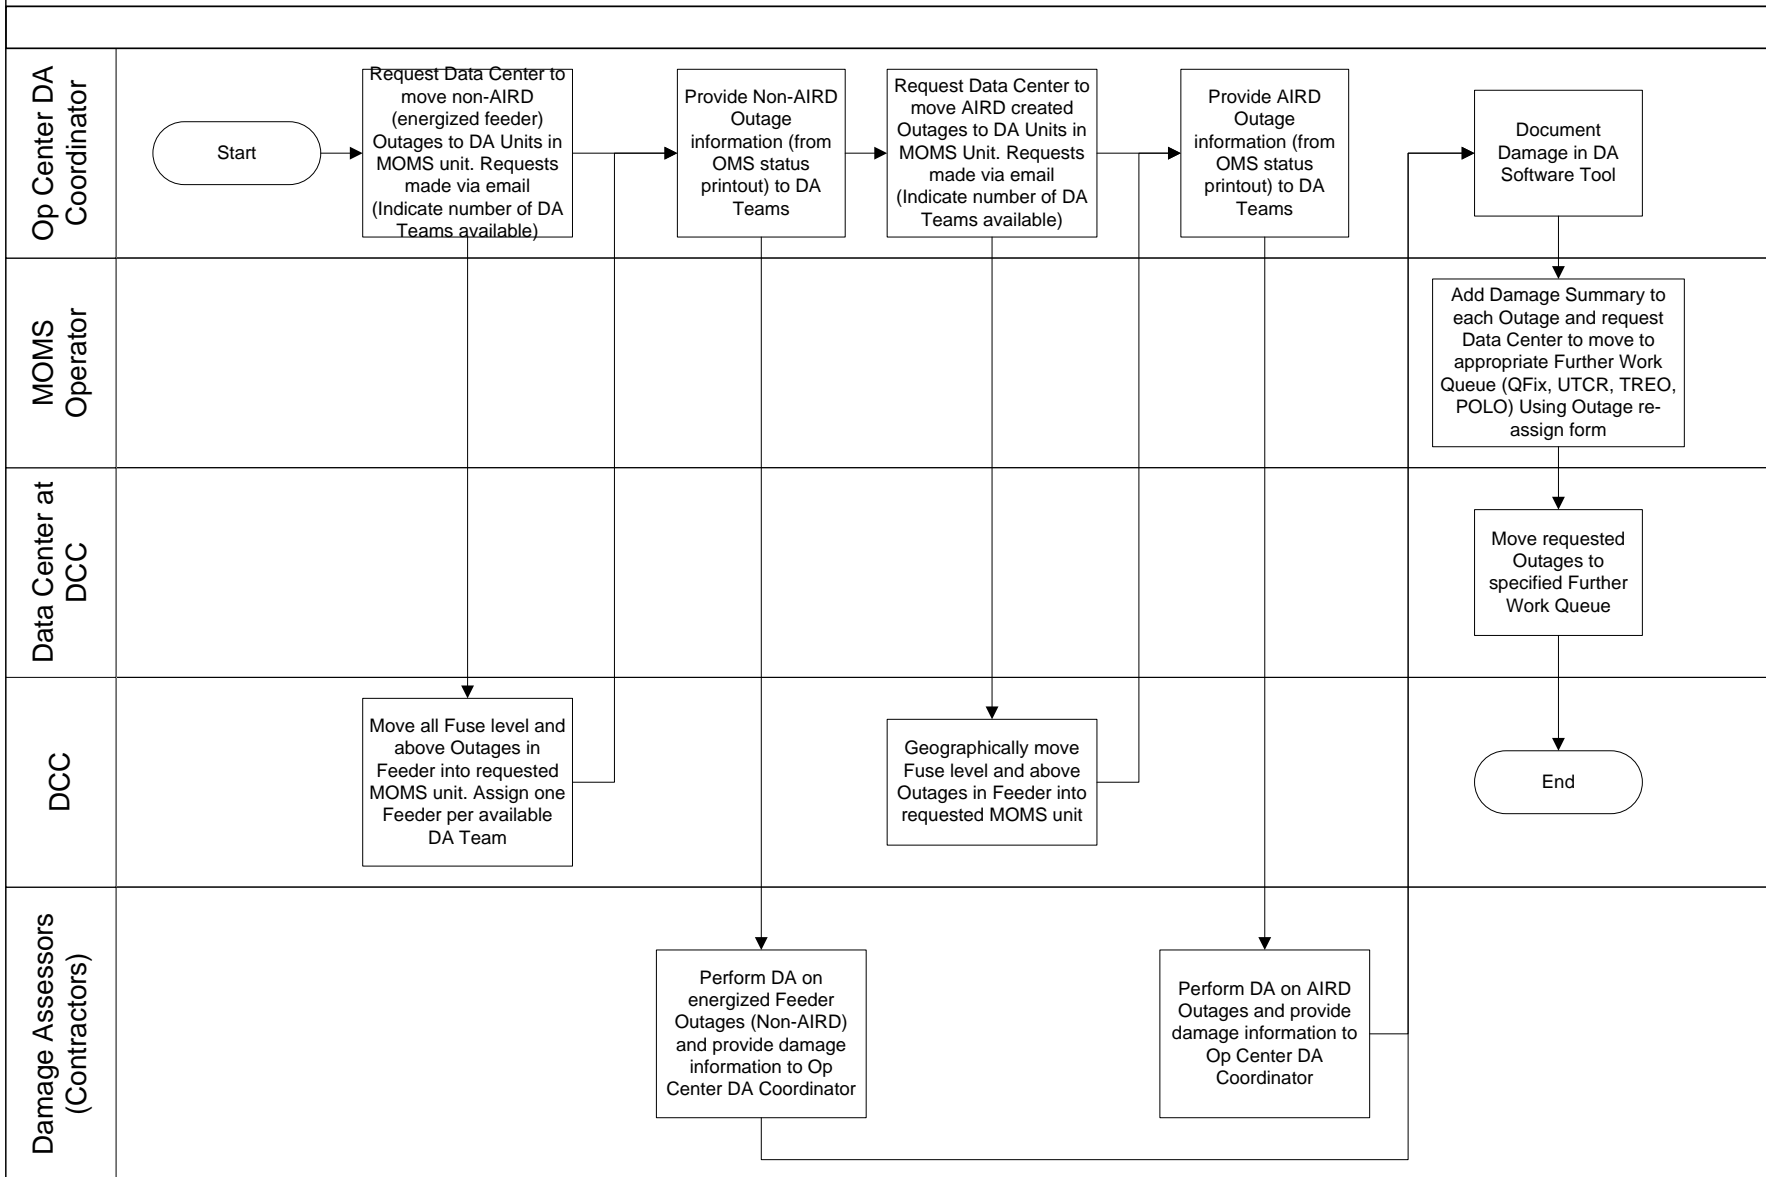 Op Center DA
Coordinator
Start
Request Data Center to
move non-AIRD
(energized feeder)
Outages to DA Units in
MOMS unit. Requests
made via email
(Indicate number of DA
Teams available)
Provide Non-AIRD
Outage
information (from
OMS status
printout) to DA
Teams
Request Data Center to
move AIRD created
Outages to DA Units in
MOMS Unit. Requests
made via email
(Indicate number of DA
Teams available)
Provide AIRD
Outage
information (from
OMS status
printout) to DA
Teams
Document
Damage in DA
Software Tool
MOMS
Operator
Add Damage Summary to
each Outage and request
Data Center to move to
appropriate Further Work
Queue (QFix, UTCR, TREO,
POLO) Using Outage re-
assign form
Data Center at
DCC
Move requested
Outages to
specified Further
Work Queue
DCC
Move all Fuse level and
above Outages in
Feeder into requested
MOMS unit. Assign one
Feeder per available
DA Team
Geographically move
Fuse level and above
Outages in Feeder into
requested MOMS unit
End
Damage Assessors
(Contractors)
Perform DA on
energized Feeder
Outages (Non-AIRD)
and provide damage
information to Op
Center DA Coordinator
Perform DA on AIRD
Outages and provide
damage information to
Op Center DA
Coordinator